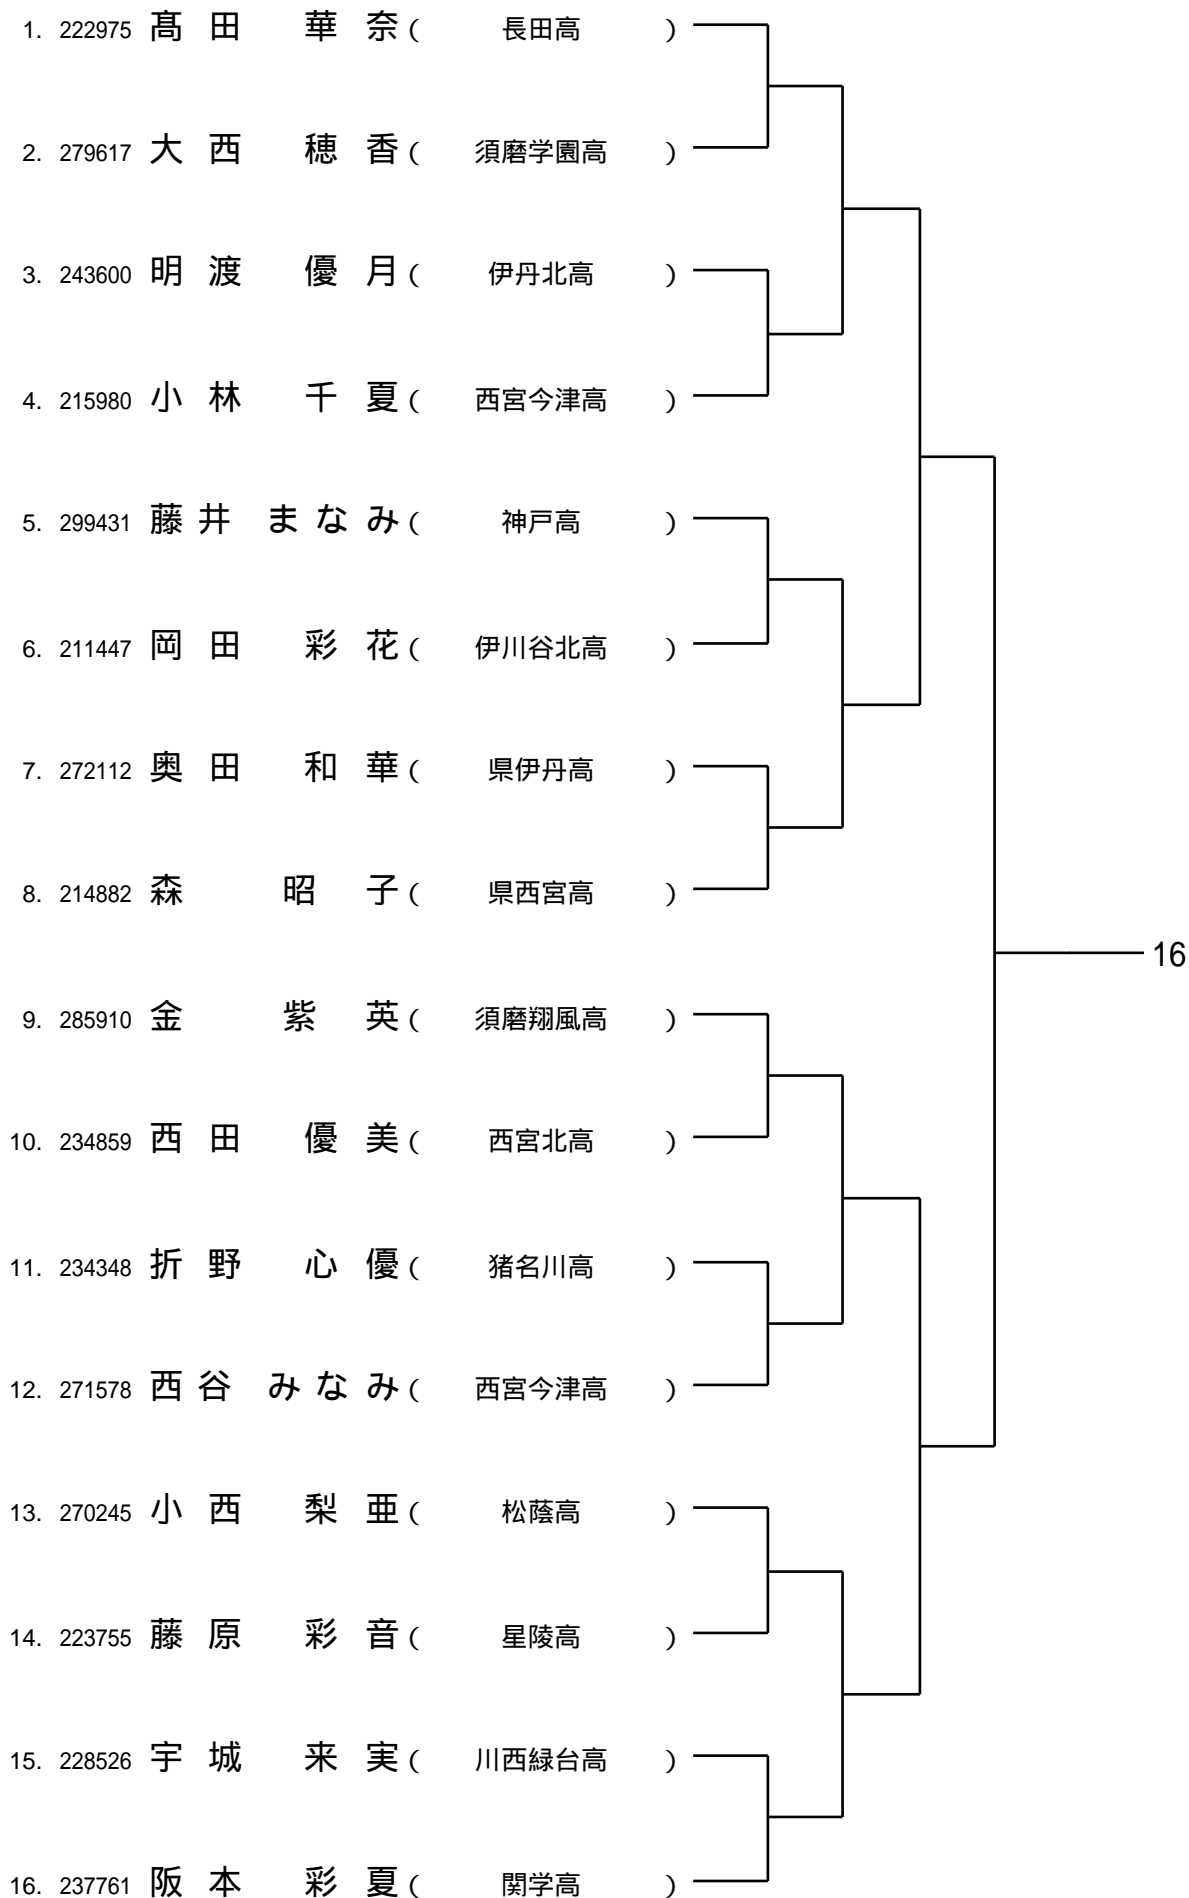 1. 222975 髙田 華奈 ( 長田高 )
2. 279617 大西 穂香 ( 須磨学園高 )
3. 243600 明渡 優月 ( 伊丹北高 )
4. 215980 小林 千夏 ( 西宮今津高 )
5. 299431 藤井 まなみ ( 神戸高 )
6. 211447 岡田 彩花 ( 伊川谷北高 )
7. 272112 奥田 和華 ( 県伊丹高 )
8. 214882 森 昭子 ( 県西宮高 )
16
9. 285910 金 紫英 ( 須磨翔風高 )
10. 234859 西田 優美 ( 西宮北高 )
11. 234348 折野 心優 ( 猪名川高 )
12. 271578 西谷 みなみ ( 西宮今津高 )
13. 270245 小西 梨亜 ( 松蔭高 )
14. 223755 藤原 彩音 ( 星陵高 )
15. 228526 宇城 来実 ( 川西緑台高 )
16. 237761 阪本 彩夏 ( 関学高 )